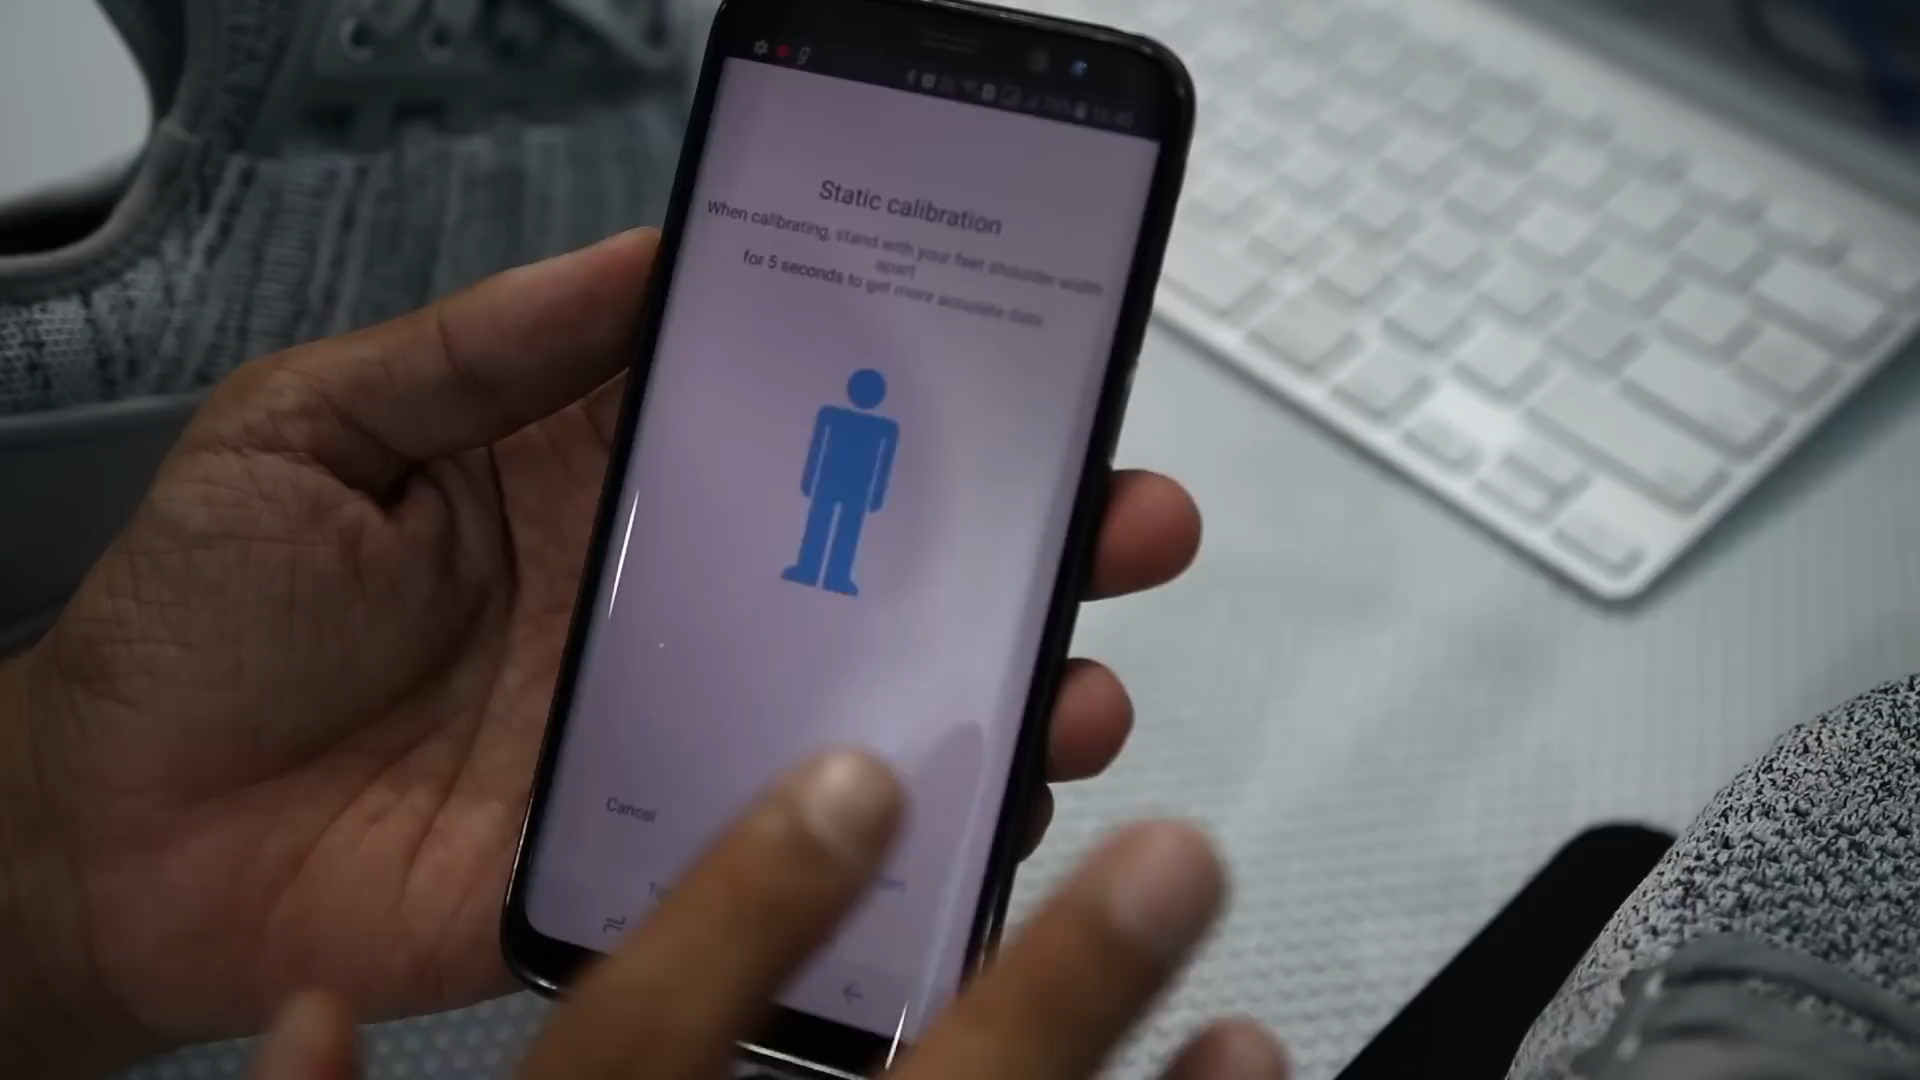 Static calibration
When calibrating, stand with your feet shoulder width
apart
for 5 seconds to get more accurate data
Cancel